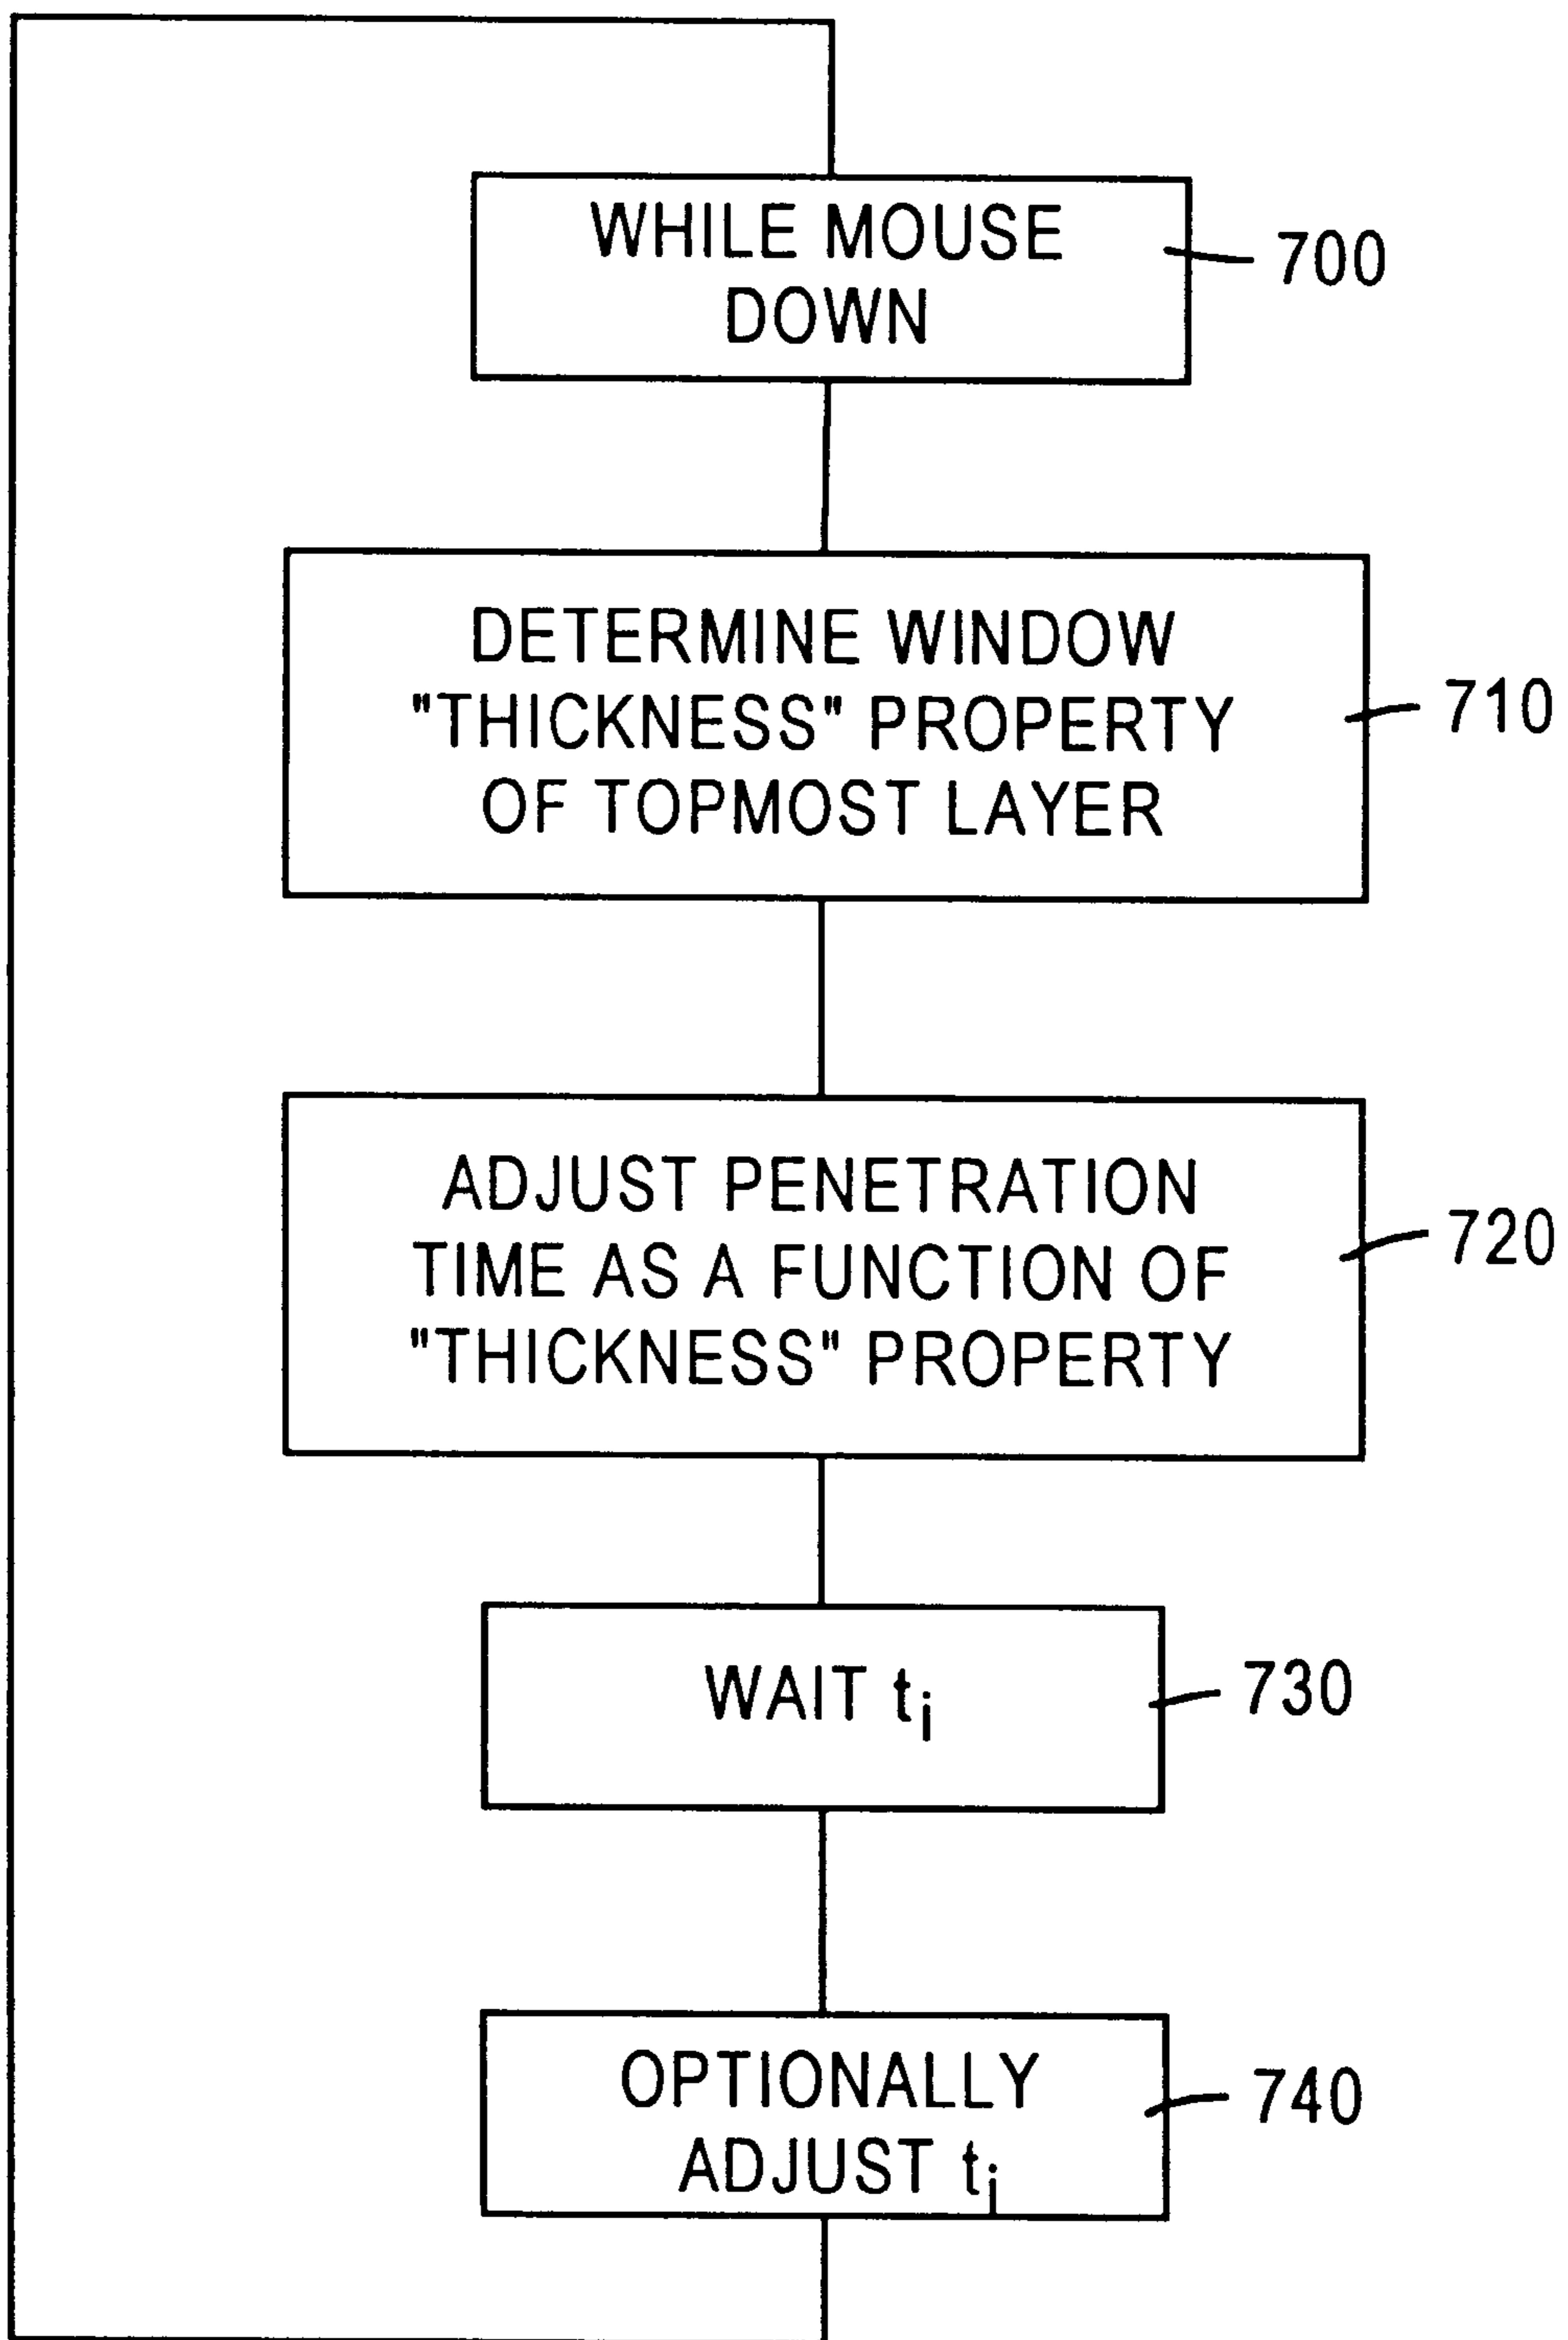 WHILE MOUSE
DOWN
700
DETERMINE WINDOW
"THICKNESS" PROPERTY
OF TOPMOST LAYER
710
ADJUST PENETRATION
TIME AS A FUNCTION OF
"THICKNESS" PROPERTY
720
WAIT tᵢ
730
OPTIONALLY
ADJUST tᵢ
740